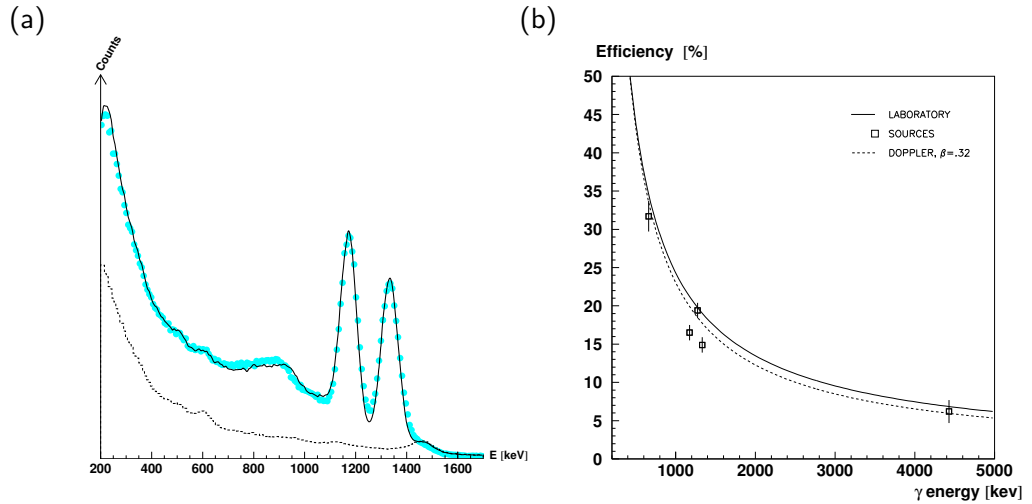 (a)
Counts
200 400 600 800 1000 1200 1400 1600
E [keV]
(b)
Efficiency [%]
50
45
40
35
30
25
20
15
10
5
0
LABORATORY
SOURCES
DOPPLER, β=.32
1000 2000 3000 4000 5000
γ energy [kev]